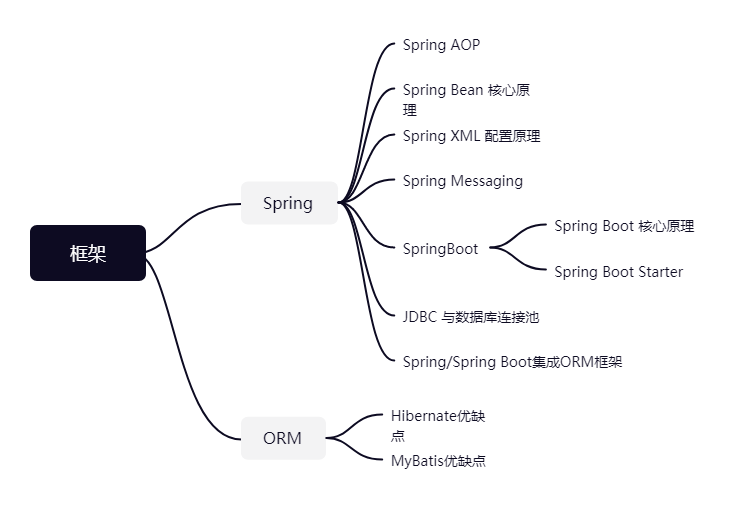 Spring AOP
Spring Bean 核心原
理
Spring XML 配置原理
Spring Messaging
Spring
Spring Boot 核心原理
SpringBoot
Spring Boot Starter
框架
JDBC 与数据库连接池
Spring/Spring Boot集成ORM框架
Hibernate优缺
点
ORM
MyBatis优缺点